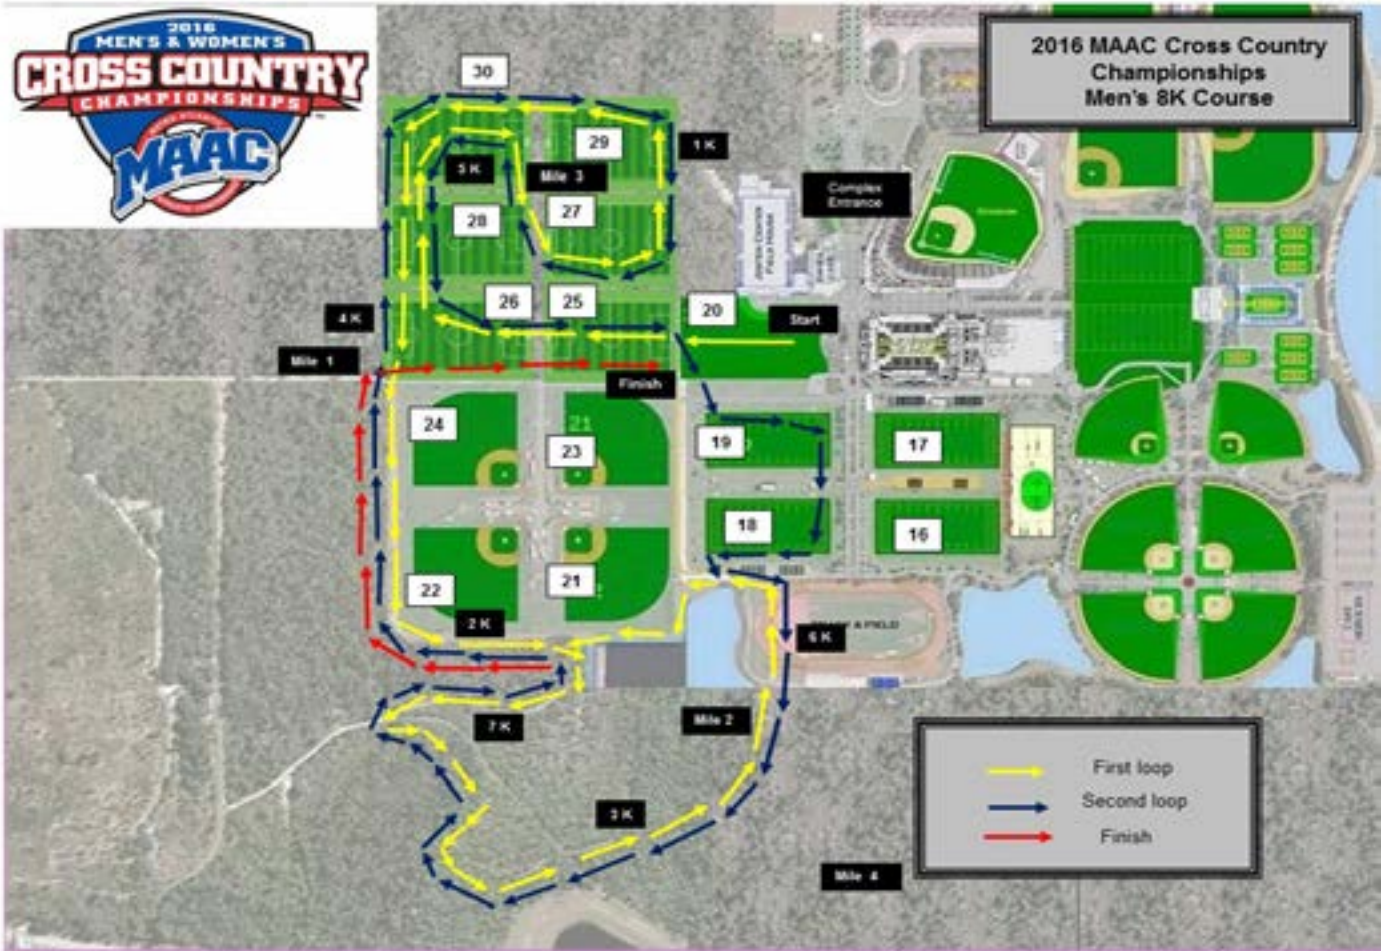 2016
MEN'S & WOMEN'S
CROSS COUNTRY
CHAMPIONSHIPS
MAAC
2016 MAAC Cross Country
Championships
Men's 8K Course
30
29
1 K
5 K
Mile 3
Complex
Entrance
28
27
26
25
20
Start
4 K
Mile 1
Finish
24
21
23
19
17
18
16
22
21
2 K
6 K
7 K
Mile 2
3 K
Mile 4
First loop
Second loop
Finish